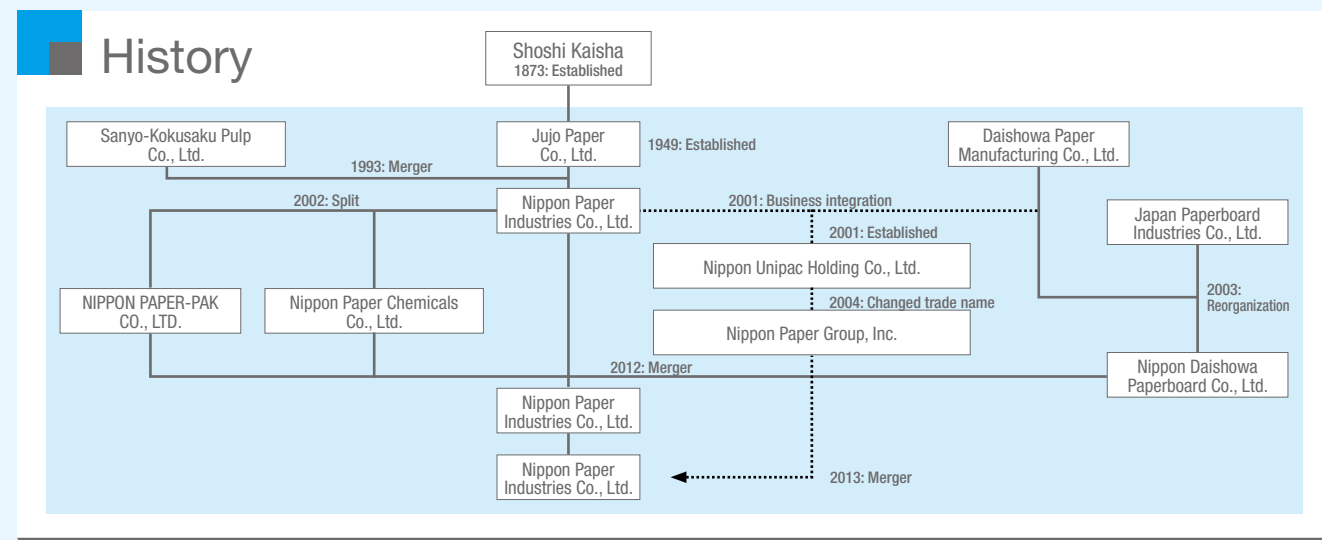 History
Shoshi Kaisha
1873: Established
Sanyo-Kokusaku Pulp
Co., Ltd.
Jujo Paper
Co., Ltd.
1949: Established
Daishowa Paper
Manufacturing Co., Ltd.
1993: Merger
2002: Split
Nippon Paper
Industries Co., Ltd.
2001: Business integration
Japan Paperboard
Industries Co., Ltd.
2001: Established
Nippon Unipac Holding Co., Ltd.
NIPPON PAPER-PAK
CO., LTD.
Nippon Paper Chemicals
Co., Ltd.
2004: Changed trade name
2003:
Reorganization
Nippon Paper Group, Inc.
2012: Merger
Nippon Daishowa
Paperboard Co., Ltd.
Nippon Paper
Industries Co., Ltd.
Nippon Paper
Industries Co., Ltd.
2013: Merger